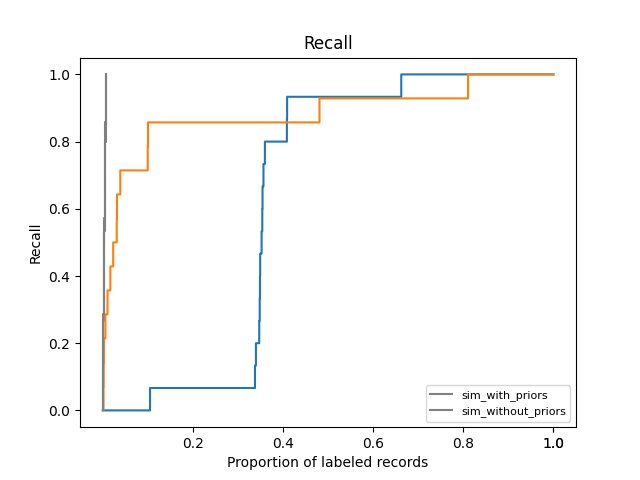 Recall
1.0
0.8
0.6
0.4
0.2
0.0
Recall
sim_with_priors
sim_without_priors
0.2 0.4 0.6 0.8 1.0 1.0
Proportion of labeled records